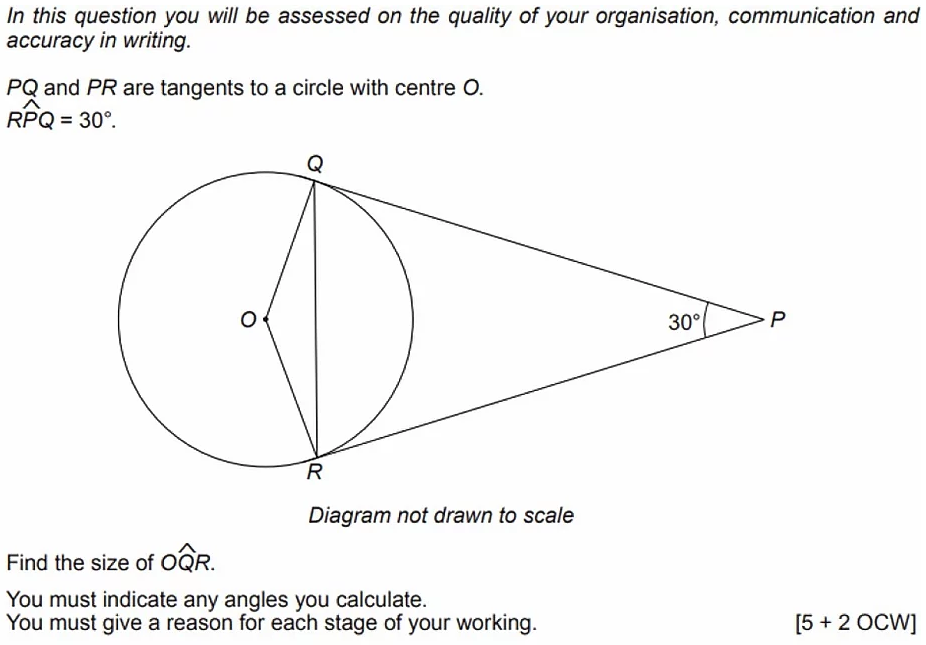 In this question you will be assessed on the quality of your organisation, communication and
accuracy in writing.
PQ and PR are tangents to a circle with centre O.
RP̂Q = 30°.
Q
O
30°
P
R
Diagram not drawn to scale
Find the size of OQ̂R.
You must indicate any angles you calculate.
You must give a reason for each stage of your working. [5 + 2 OCW]